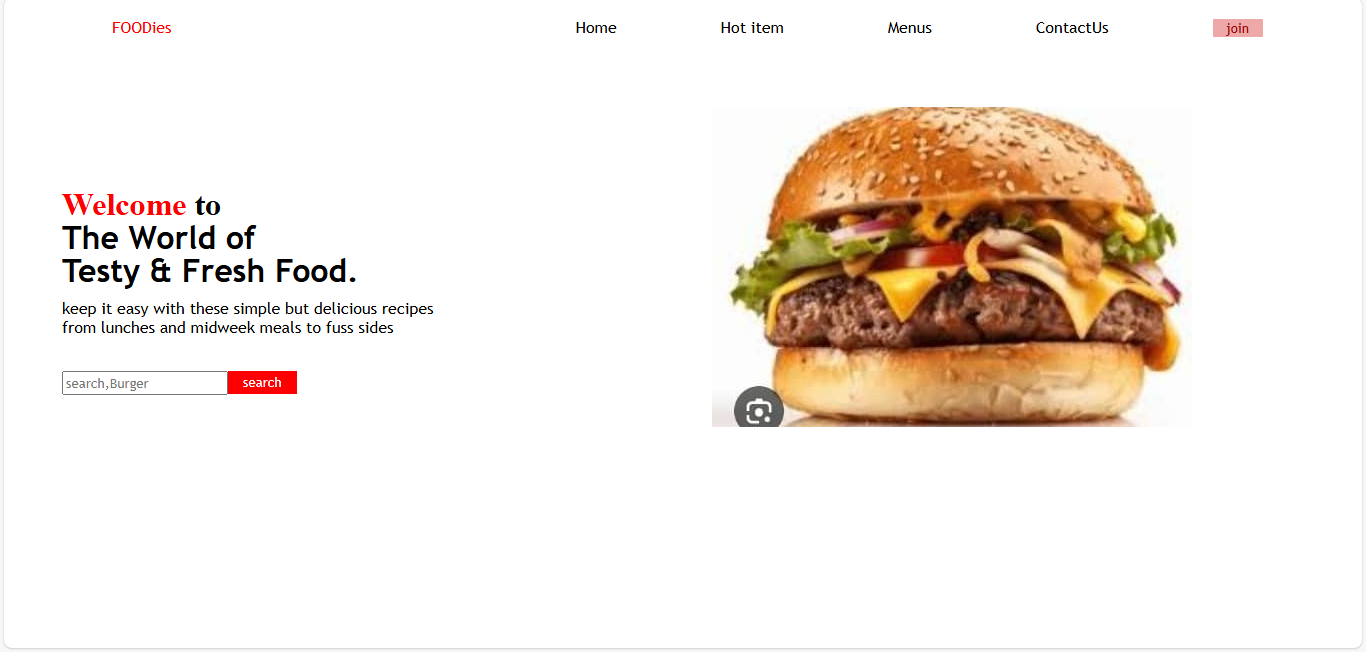 FOODies Home Hot item Menus ContactUs join
Welcome to
The World of
Testy & Fresh Food.
keep it easy with these simple but delicious recipes
from lunches and midweek meals to fuss sides
search,Burger search